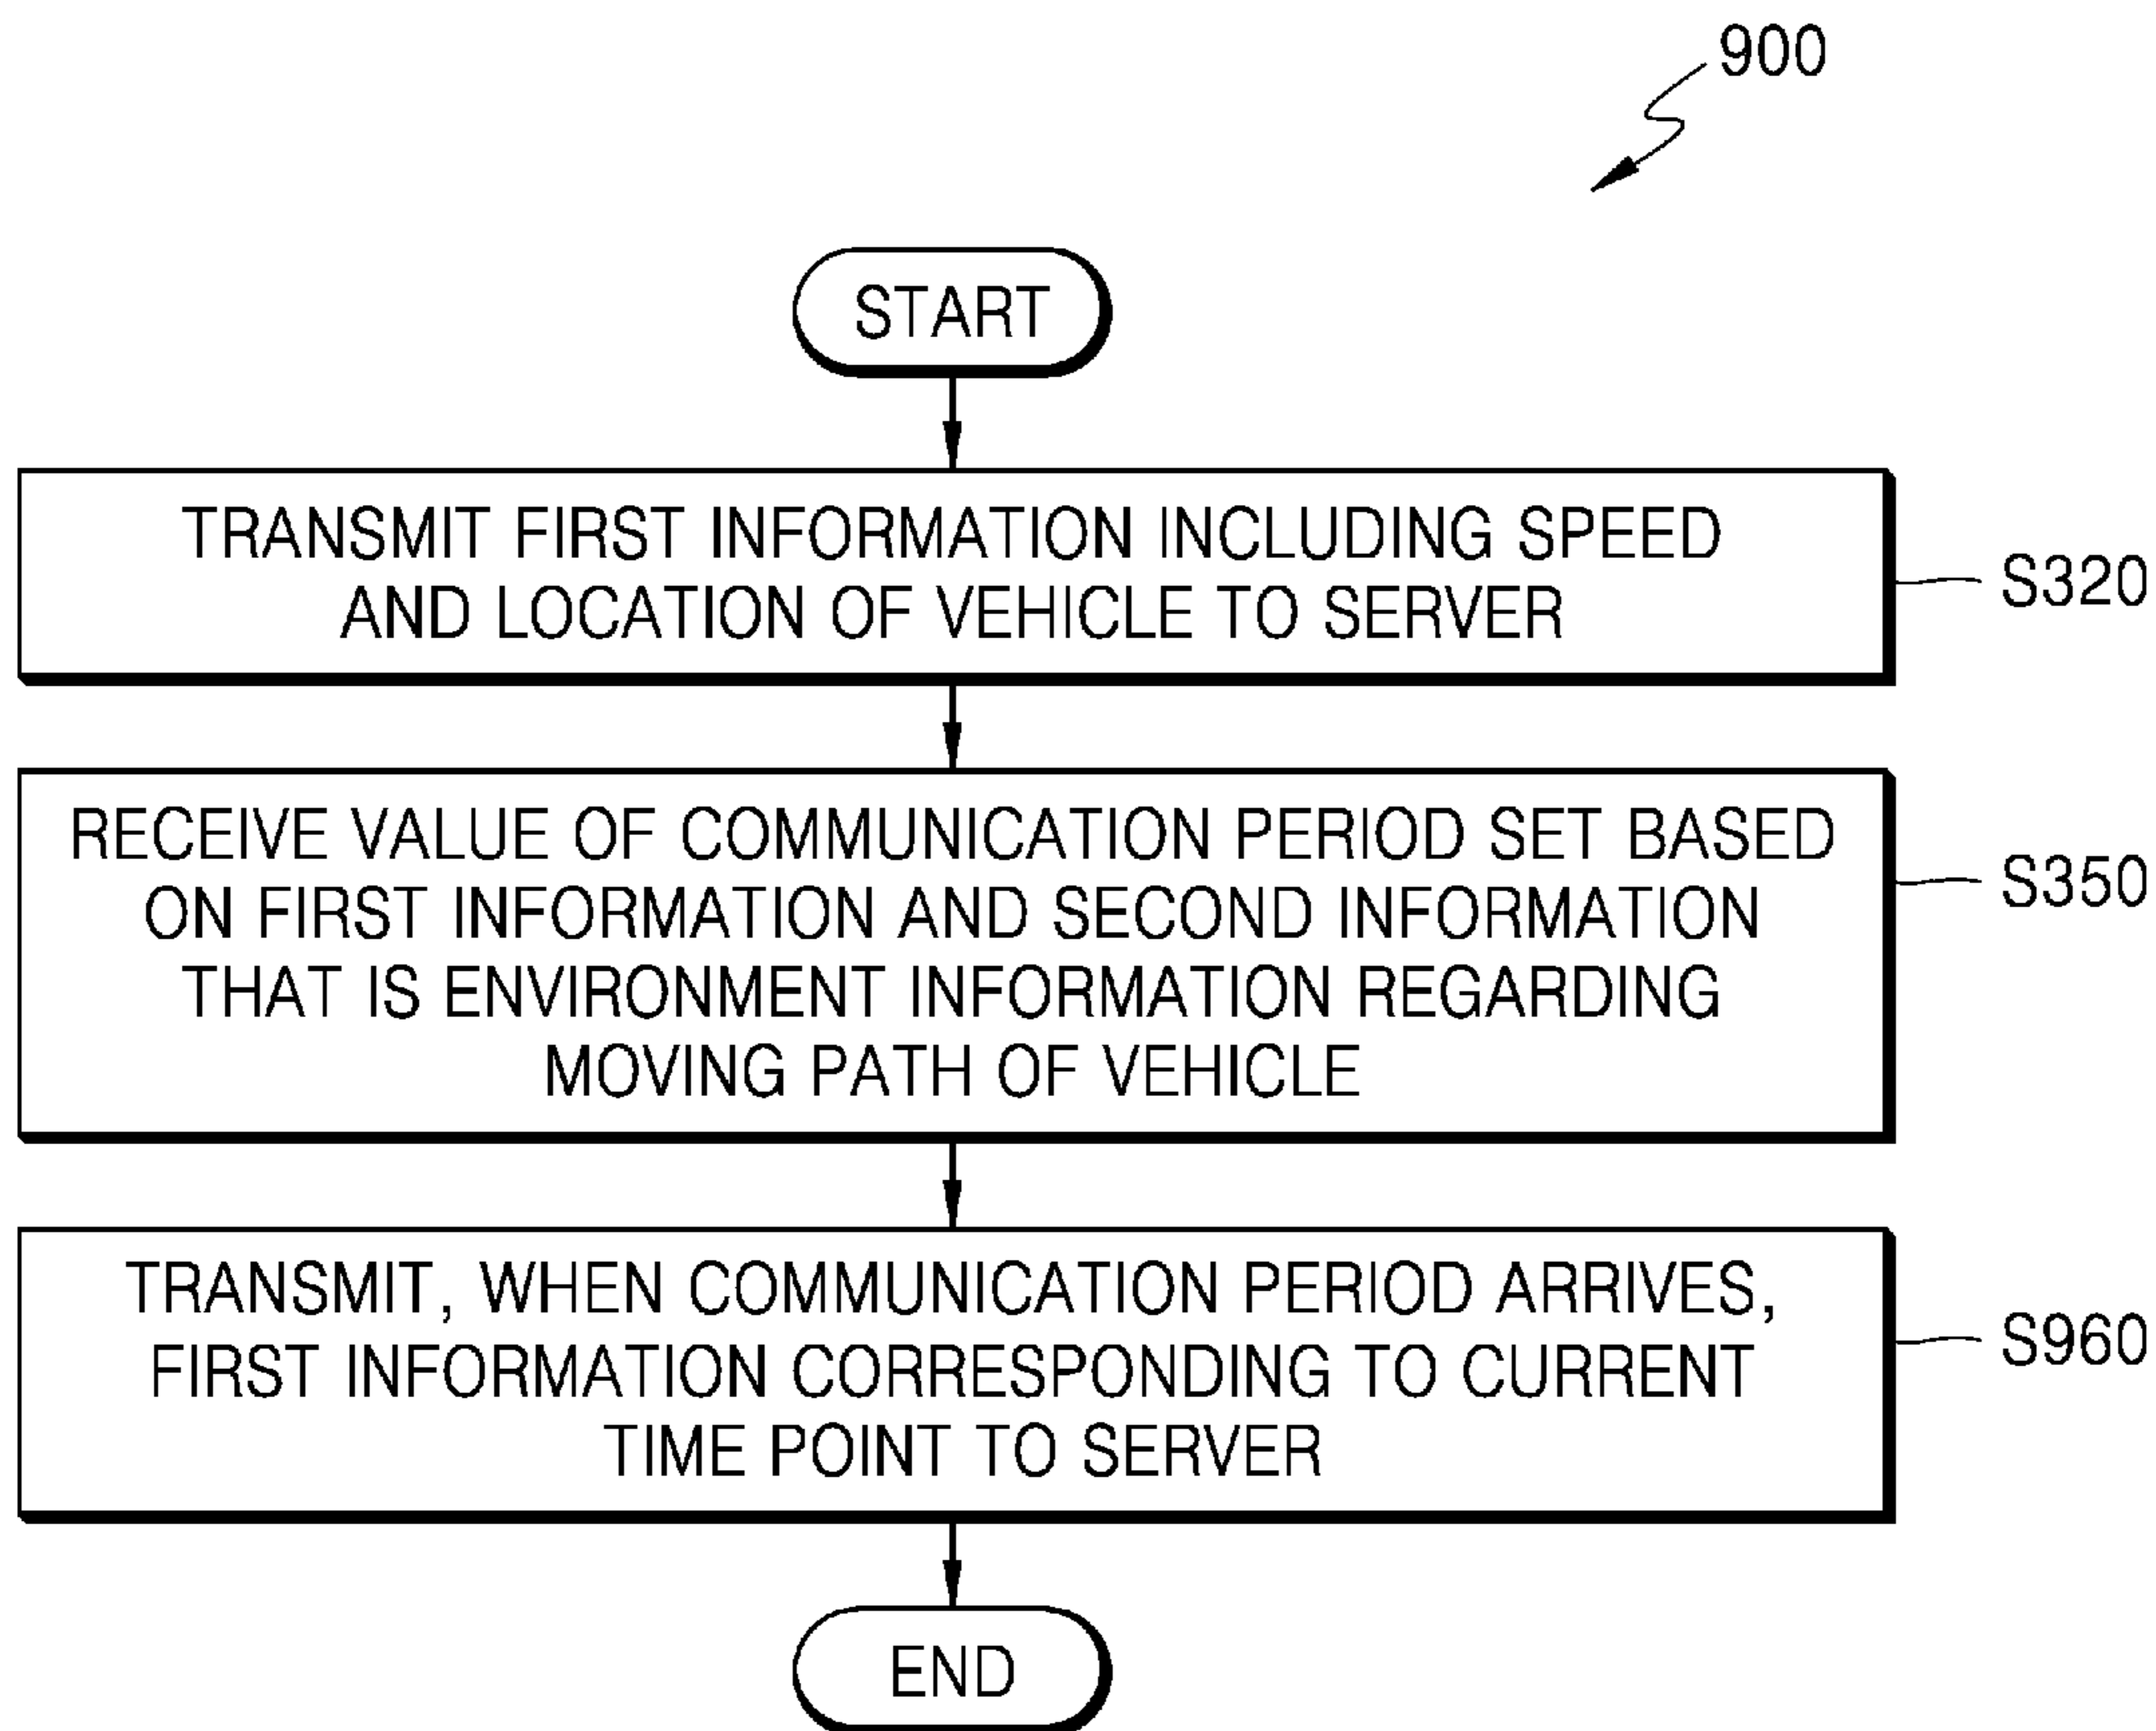 900
START
TRANSMIT FIRST INFORMATION INCLUDING SPEED
AND LOCATION OF VEHICLE TO SERVER
S320
RECEIVE VALUE OF COMMUNICATION PERIOD SET BASED
ON FIRST INFORMATION AND SECOND INFORMATION
THAT IS ENVIRONMENT INFORMATION REGARDING
MOVING PATH OF VEHICLE
S350
TRANSMIT, WHEN COMMUNICATION PERIOD ARRIVES,
FIRST INFORMATION CORRESPONDING TO CURRENT
TIME POINT TO SERVER
S960
END